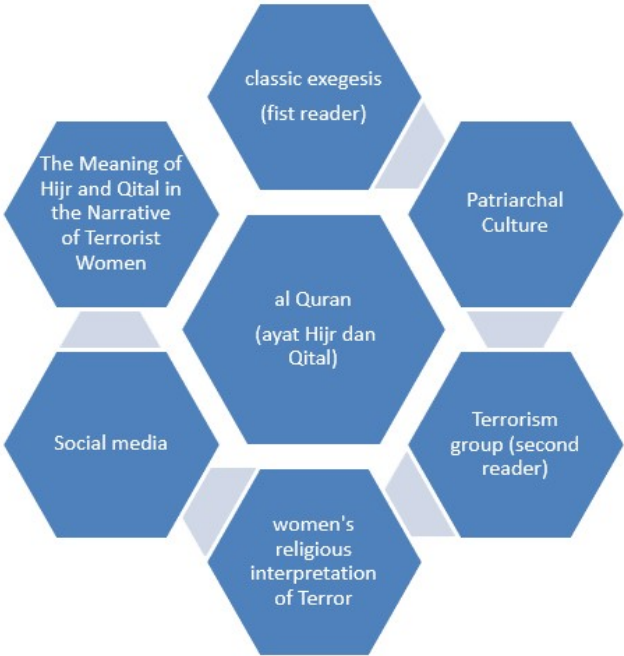 classic exegesis
(fist reader)
Patriarchal
Culture
Terrorism
group (second
reader)
women's
religious
interpretation
of Terror
Social media
The Meaning of
Hijr and Qital in
the Narrative
of Terrorist
Women
al Quran
(ayat Hijr dan
Qital)